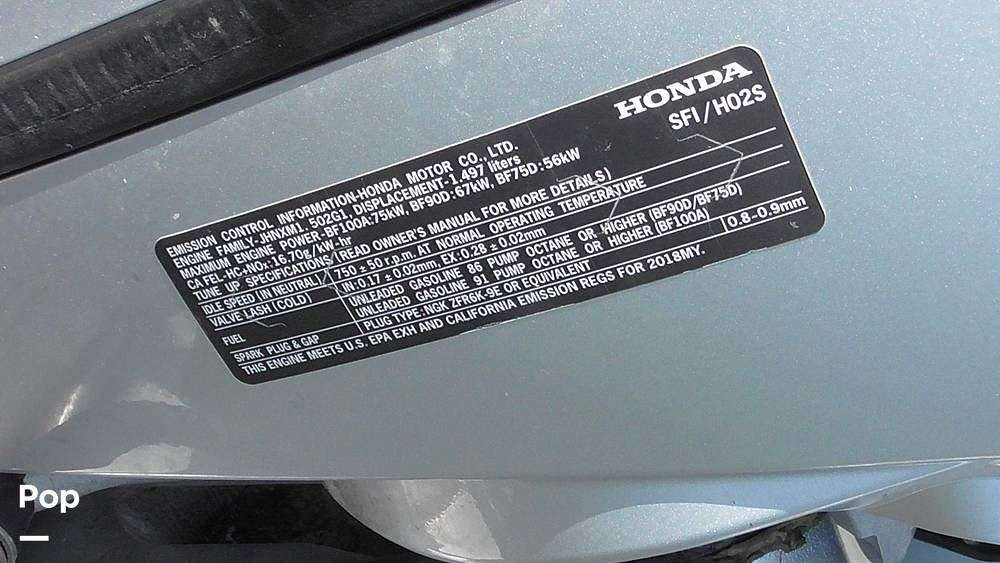 HONDA
SFI/H02S
EMISSION CONTROL INFORMATION-HONDA MOTOR CO., LTD.
ENGINE FAMILY-JHNXM1. 502G1, DISPLACEMENT-1.497 liters
MAXIMUM ENGINE POWER-BF100A:75kW, BF90D:67kW, BF75D:56kW
CA FEL-HC+NOx:16.70g/kW-hr
TUNE UP SPECIFICATIONS (READ OWNER'S MANUAL FOR MORE DETAILS)
IDLE SPEED (IN NEUTRAL) 750 ± 50 r.p.m. AT NORMAL OPERATING TEMPERATURE
VALVE LASH (COLD) IN:0.17 ± 0.02mm, EX:0.28 ± 0.02mm
FUEL UNLEADED GASOLINE 86 PUMP OCTANE OR HIGHER (BF90D/BF75D)
UNLEADED GASOLINE 91 PUMP OCTANE OR HIGHER (BF100A)
SPARK PLUG & GAP PLUG TYPE: NGK ZFR6K-9E OR EQUIVALENT 0.8-0.9mm
THIS ENGINE MEETS U.S. EPA EXH AND CALIFORNIA EMISSION REGS FOR 2018MY.
Pop